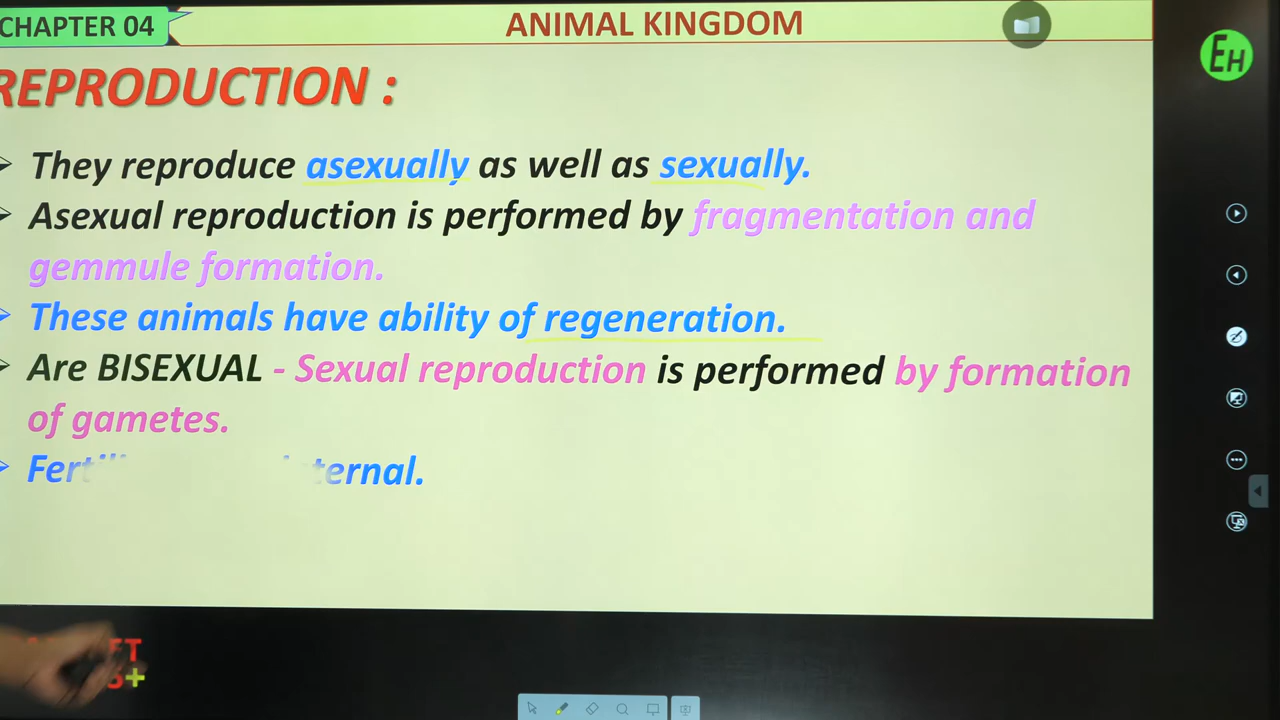 CHAPTER 04
ANIMAL KINGDOM
EH
REPRODUCTION :
They reproduce asexually as well as sexually.
Asexual reproduction is performed by fragmentation and
gemmule formation.
These animals have ability of regeneration.
Are BISEXUAL - Sexual reproduction is performed by formation
of gametes.